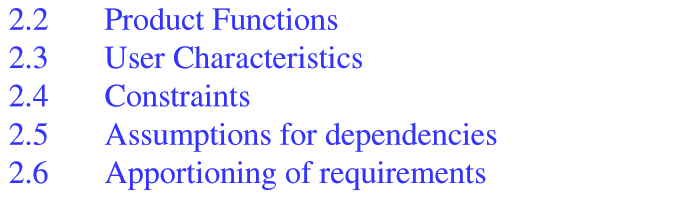 2.2 Product Functions
2.3 User Characteristics
2.4 Constraints
2.5 Assumptions for dependencies
2.6 Apportioning of requirements